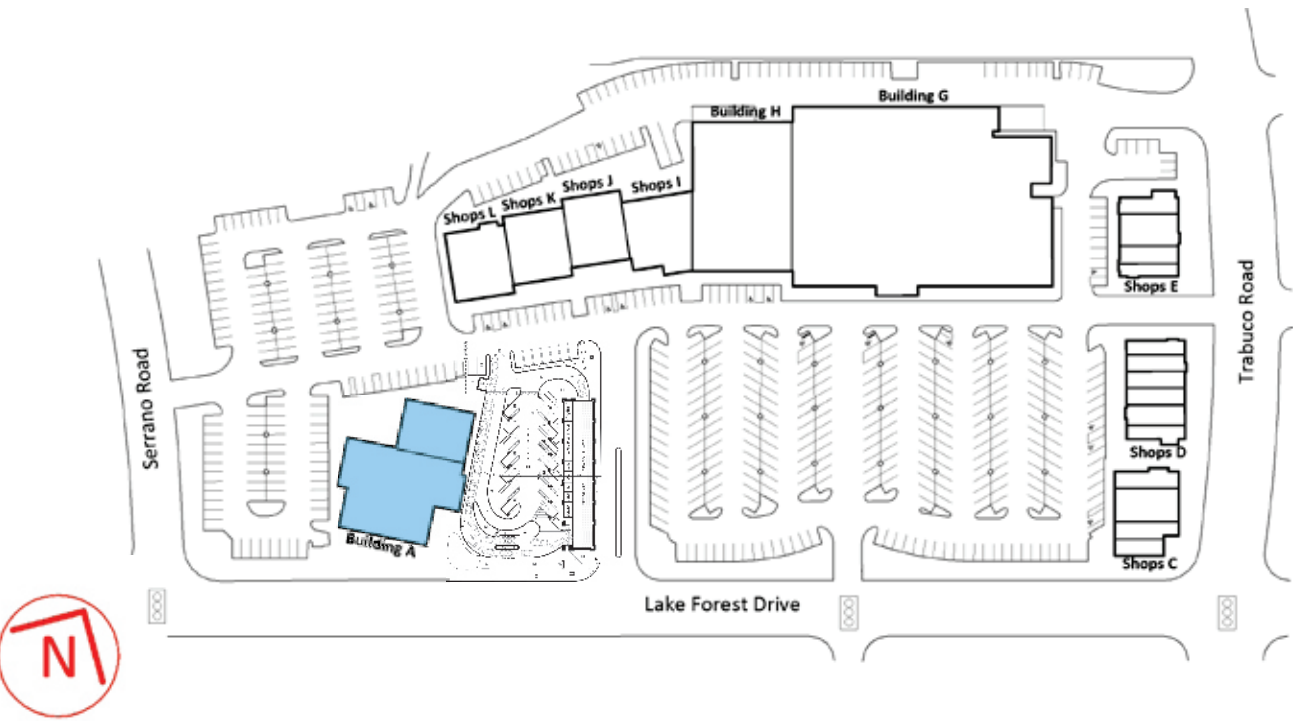 Building G
Building H
Shops J
Shops I
Shops K
Shops L
Shops E
Trabuco Road
Serrano Road
Shops D
Building A
Shops C
Lake Forest Drive
N